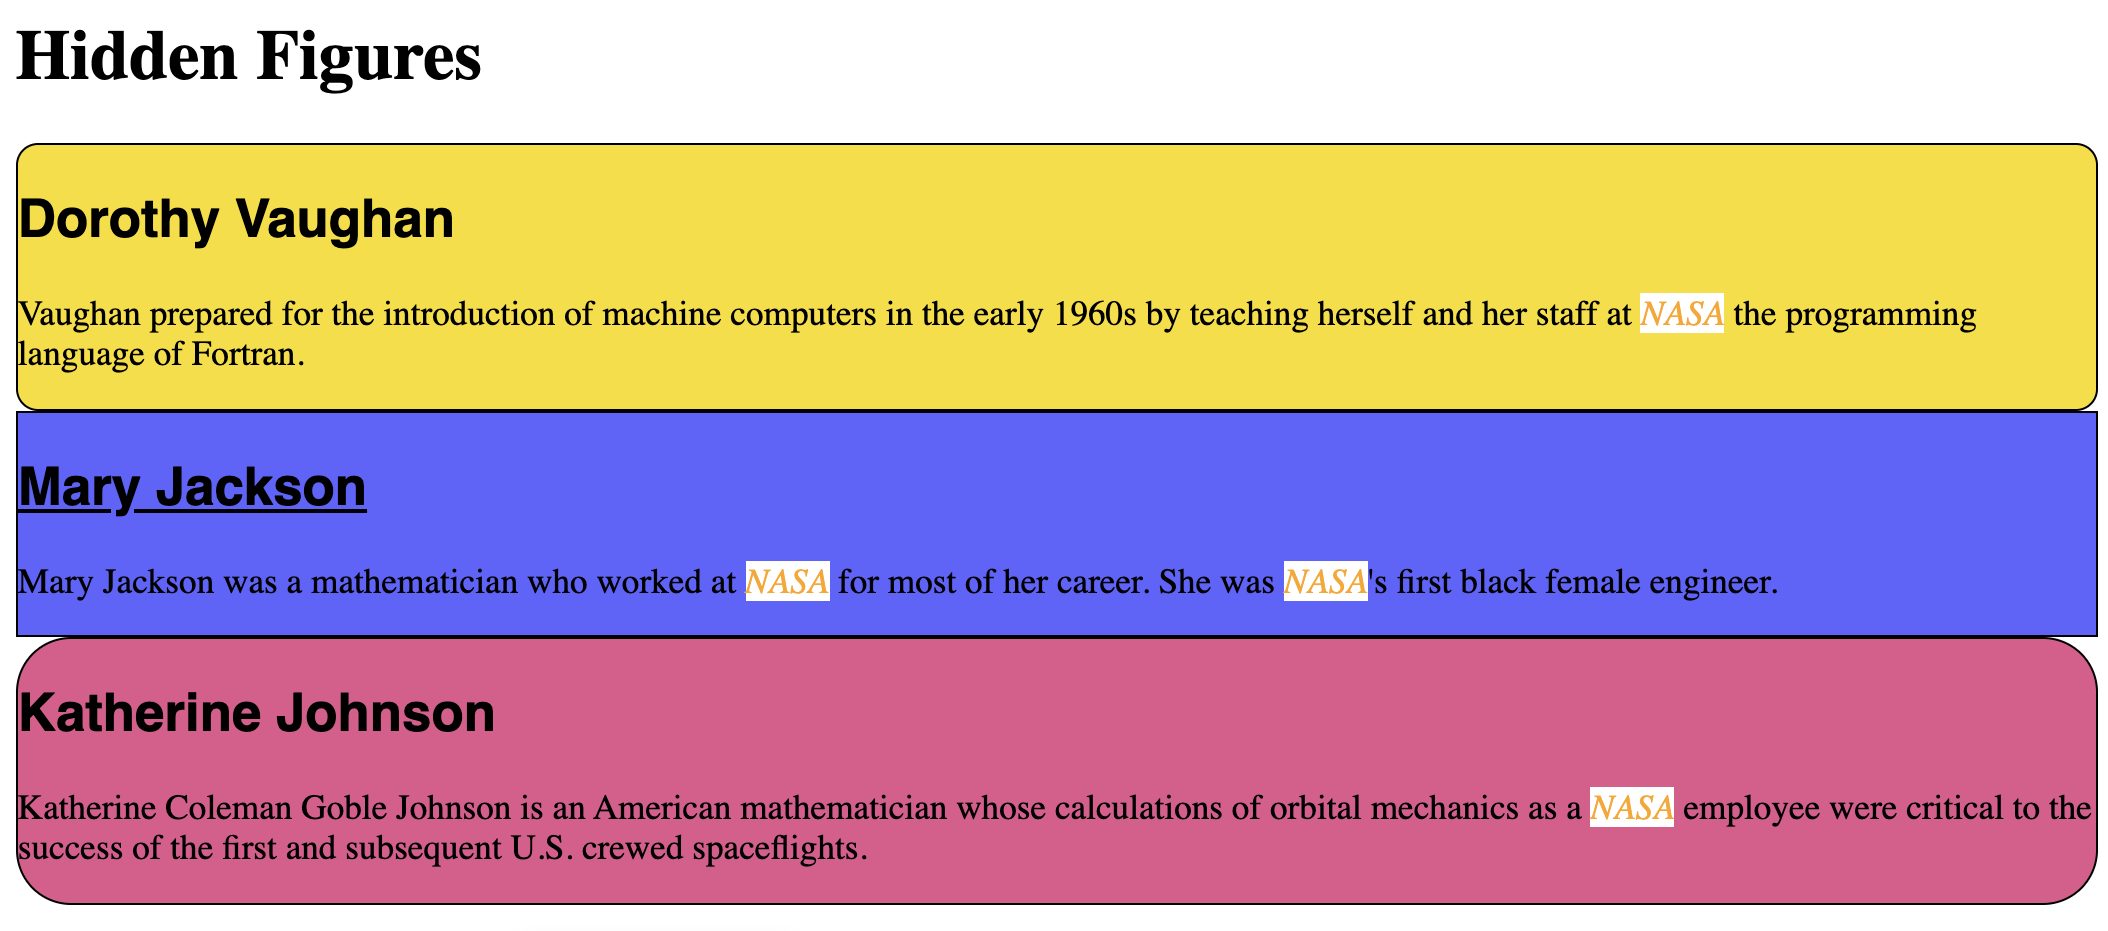 Hidden Figures
Dorothy Vaughan
Vaughan prepared for the introduction of machine computers in the early 1960s by teaching herself and her staff at NASA the programming
language of Fortran.
Mary Jackson
Mary Jackson was a mathematician who worked at NASA for most of her career. She was NASA's first black female engineer.
Katherine Johnson
Katherine Coleman Goble Johnson is an American mathematician whose calculations of orbital mechanics as a NASA employee were critical to the
success of the first and subsequent U.S. crewed spaceflights.